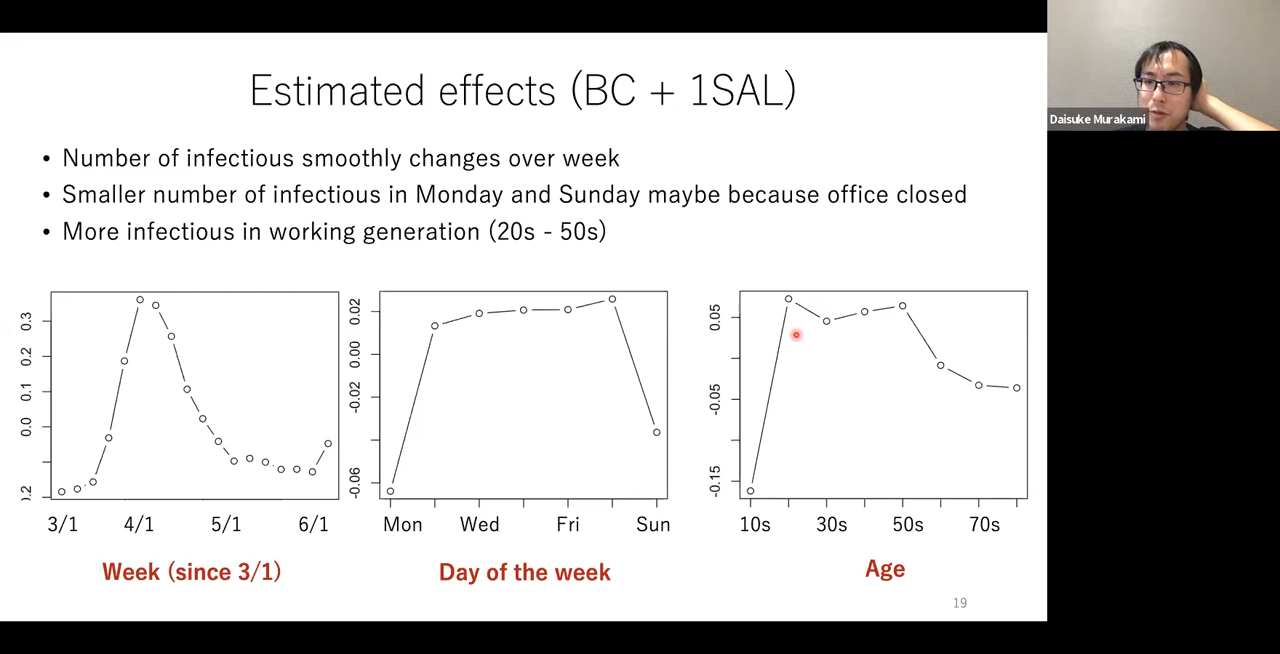 Estimated effects (BC + 1SAL)
• Number of infectious smoothly changes over week
• Smaller number of infectious in Monday and Sunday maybe because office closed
• More infectious in working generation (20s - 50s)
0.3
0.2
0.1
0.0
).2
3/1 4/1 5/1 6/1
Week (since 3/1)
0.02
0.00
-0.02
-0.06
Mon Wed Fri Sun
Day of the week
0.05
-0.05
-0.15
10s 30s 50s 70s
Age
19
Daisuke Murakami